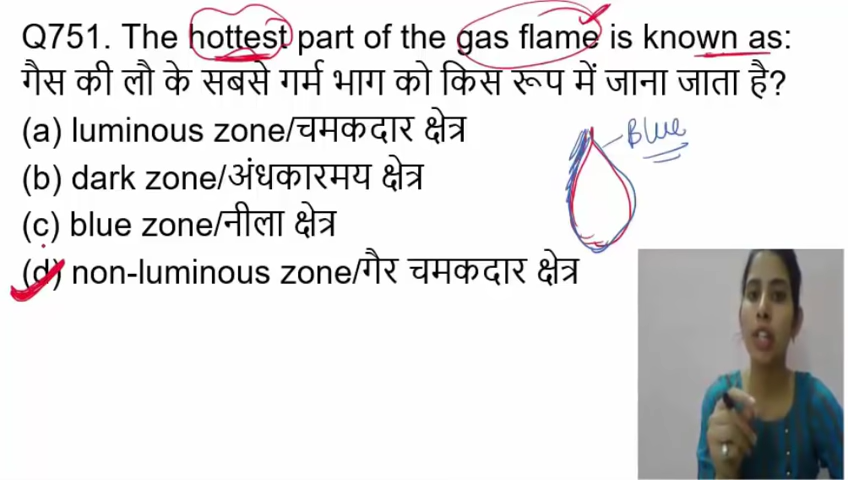 Q751. The hottest part of the gas flame is known as:
गैस की लौ के सबसे गर्म भाग को किस रूप में जाना जाता है?
(a) luminous zone/चमकदार क्षेत्र
Blue
(b) dark zone/अंधकारमय क्षेत्र
(c) blue zone/नीला क्षेत्र
(d) non-luminous zone/गैर चमकदार क्षेत्र